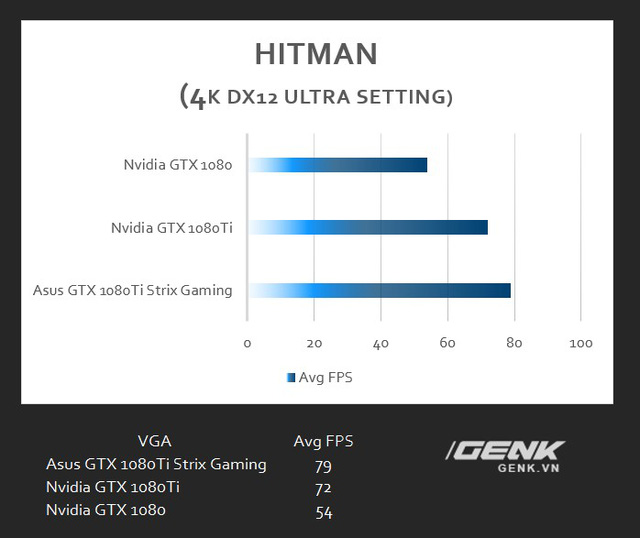 HITMAN
(4K DX12 ULTRA SETTING)
Nvidia GTX 1080
Nvidia GTX 1080Ti
Asus GTX 1080Ti Strix Gaming
0 20 40 60 80 100
Avg FPS
VGA Avg FPS
Asus GTX 1080Ti Strix Gaming 79
Nvidia GTX 1080Ti 72
Nvidia GTX 1080 54
GENK
GENK.VN